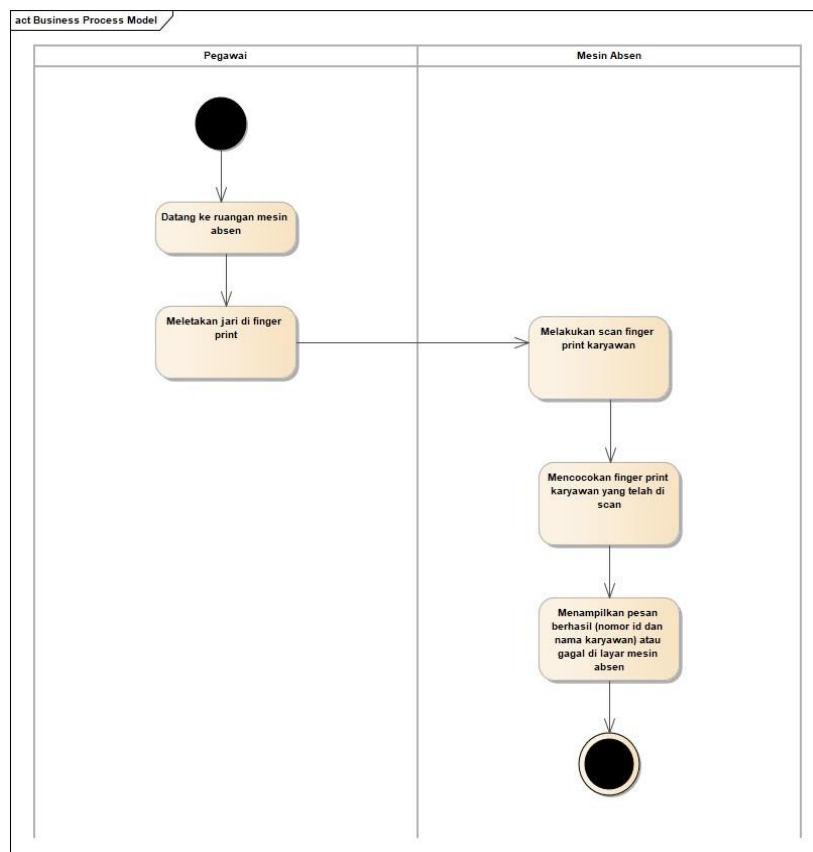 act Business Process Model
Pegawai
Mesin Absen
Datang ke ruangan mesin
absen
Meletakan jari di finger
print
Melakukan scan finger
print karyawan
Mencocokan finger print
karyawan yang telah di
scan
Menampilkan pesan
berhasil (nomor id dan
nama karyawan) atau
gagal di layar mesin
absen